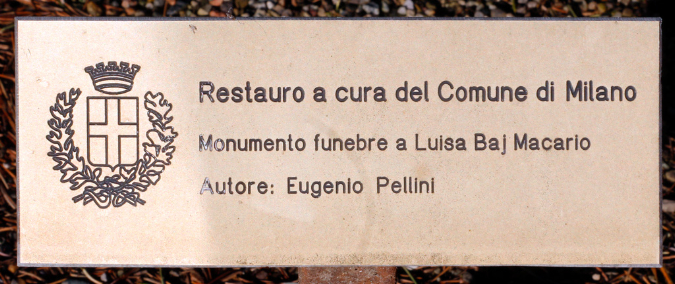 Restauro a cura del Comune di Milano
Monumento funebre a Luisa Baj Macario
Autore: Eugenio Pellini